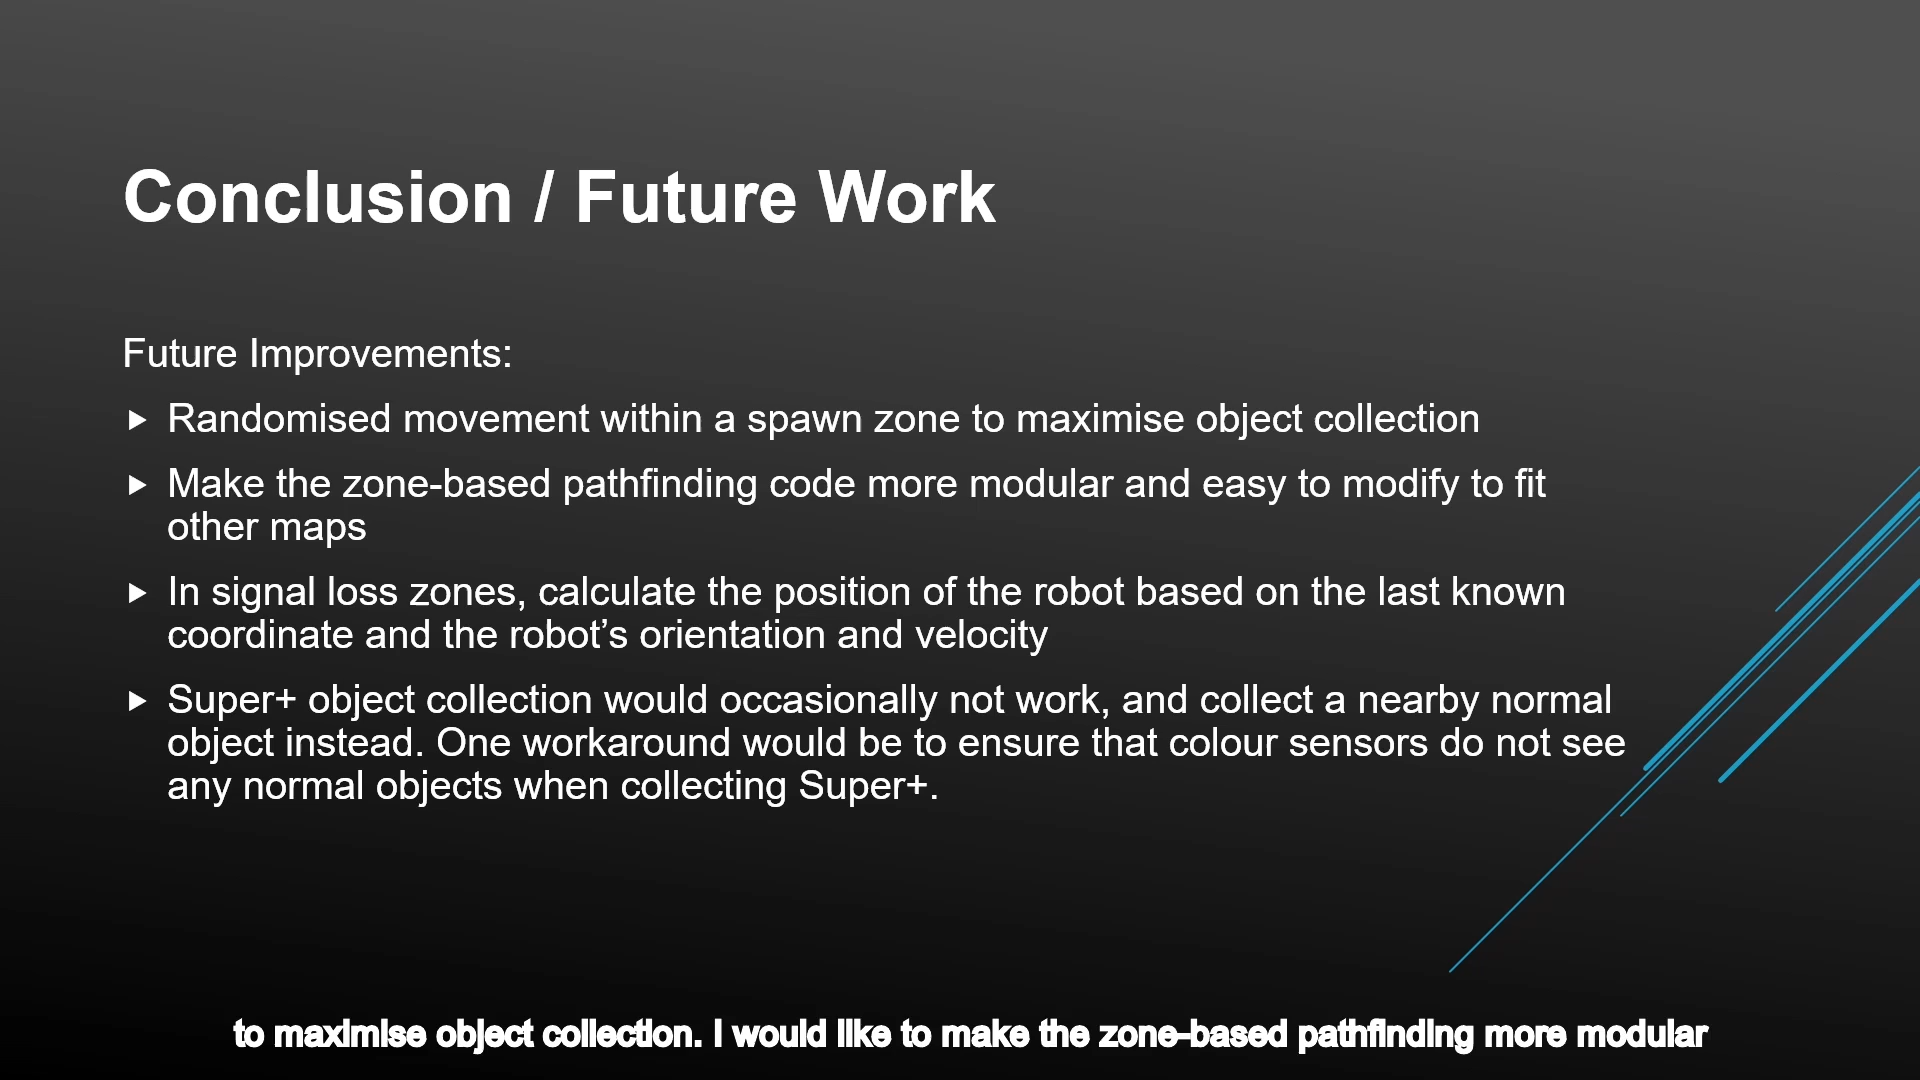 Conclusion / Future Work
Future Improvements:
Randomised movement within a spawn zone to maximise object collection
Make the zone-based pathfinding code more modular and easy to modify to fit
other maps
In signal loss zones, calculate the position of the robot based on the last known
coordinate and the robot’s orientation and velocity
Super+ object collection would occasionally not work, and collect a nearby normal
object instead. One workaround would be to ensure that colour sensors do not see
any normal objects when collecting Super+.
to maximise object collection. I would like to make the zone-based pathfinding more modular